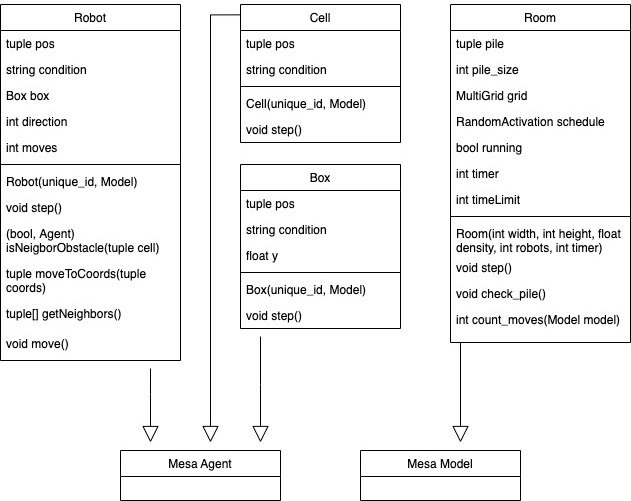 Robot
tuple pos
string condition
Box box
int direction
int moves
Robot(unique_id, Model)
void step()
(bool, Agent)
isNeigborObstacle(tuple cell)
tuple moveToCoords(tuple
coords)
tuple[] getNeighbors()
void move()
Cell
tuple pos
string condition
Cell(unique_id, Model)
void step()
Box
tuple pos
string condition
float y
Box(unique_id, Model)
void step()
Room
tuple pile
int pile_size
MultiGrid grid
RandomActivation schedule
bool running
int timer
int timeLimit
Room(int width, int height, float
density, int robots, int timer)
void step()
void check_pile()
int count_moves(Model model)
Mesa Agent
Mesa Model